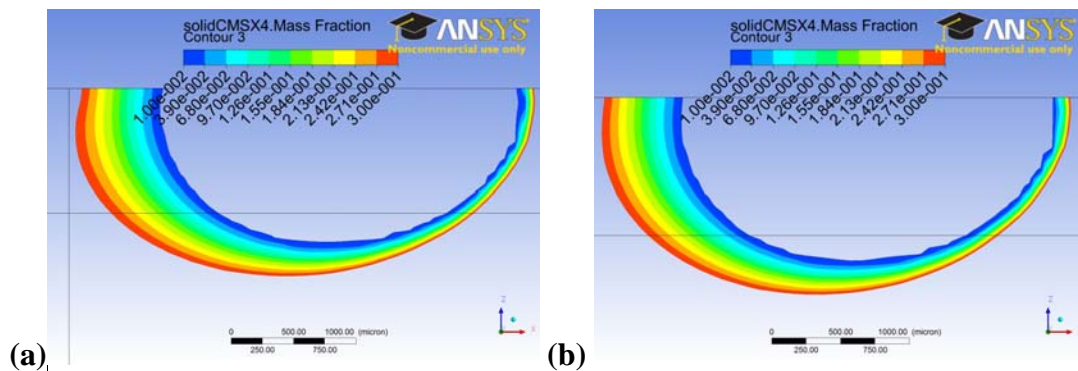 solidCMSX4.Mass Fraction
Contour 3
ANSYS
Noncommercial use only
1.00e-002
3.90e-002
6.80e-002
9.70e-002
1.26e-001
1.55e-001
1.84e-001
2.13e-001
2.42e-001
2.71e-001
3.00e-001
Z
X
0 500.00 1000.00 (micron)
250.00 750.00
(a)
solidCMSX4.Mass Fraction
Contour 3
ANSYS
Noncommercial use only
1.00e-002
3.90e-002
6.80e-002
9.70e-002
1.26e-001
1.55e-001
1.84e-001
2.13e-001
2.42e-001
2.71e-001
3.00e-001
Z
X
0 500.00 1000.00 (micron)
250.00 750.00
(b)